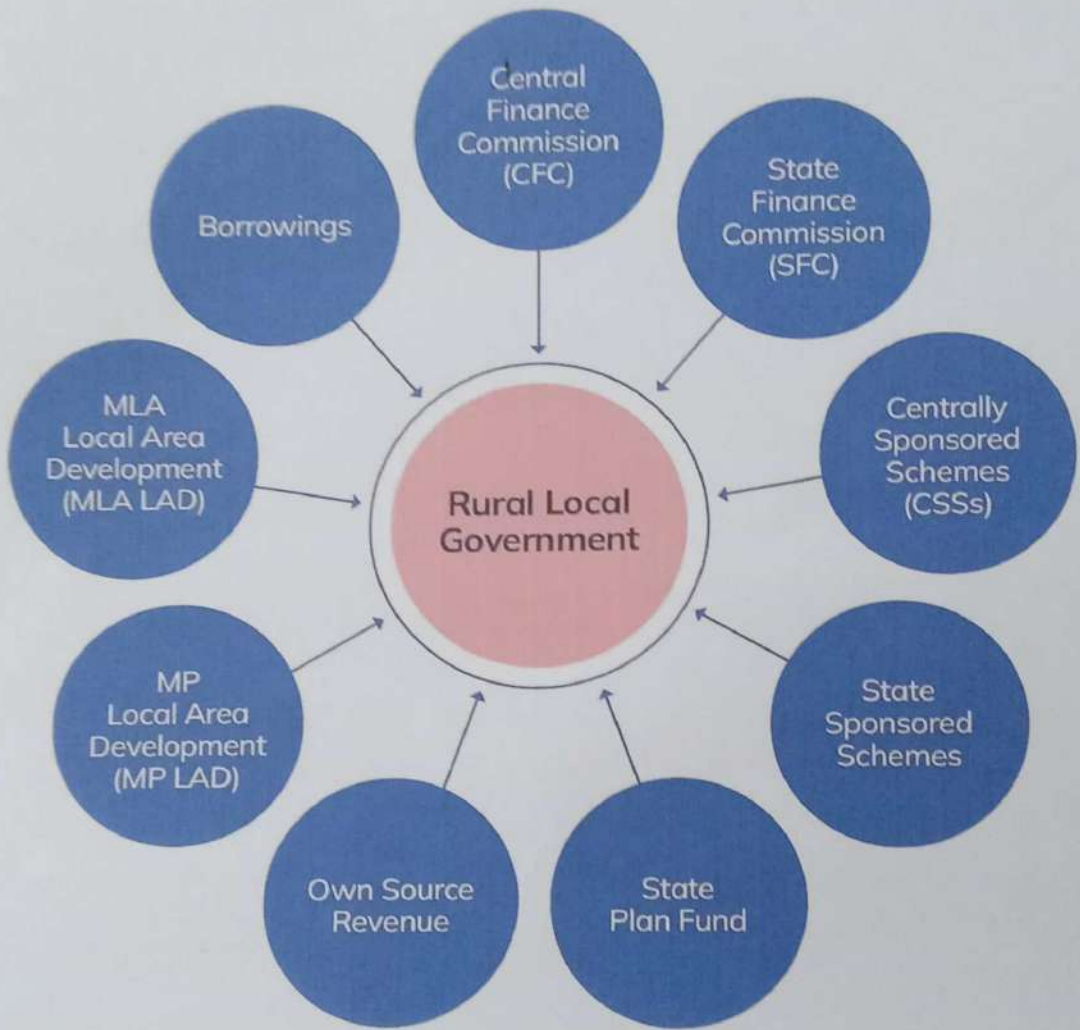 Central
Finance
Commission
(CFC)
State
Finance
Commission
(SFC)
Centrally
Sponsored
Schemes
(CSSs)
State
Sponsored
Schemes
State
Plan Fund
Own Source
Revenue
MP
Local Area
Development
(MP LAD)
MLA
Local Area
Development
(MLA LAD)
Borrowings
Rural Local
Government